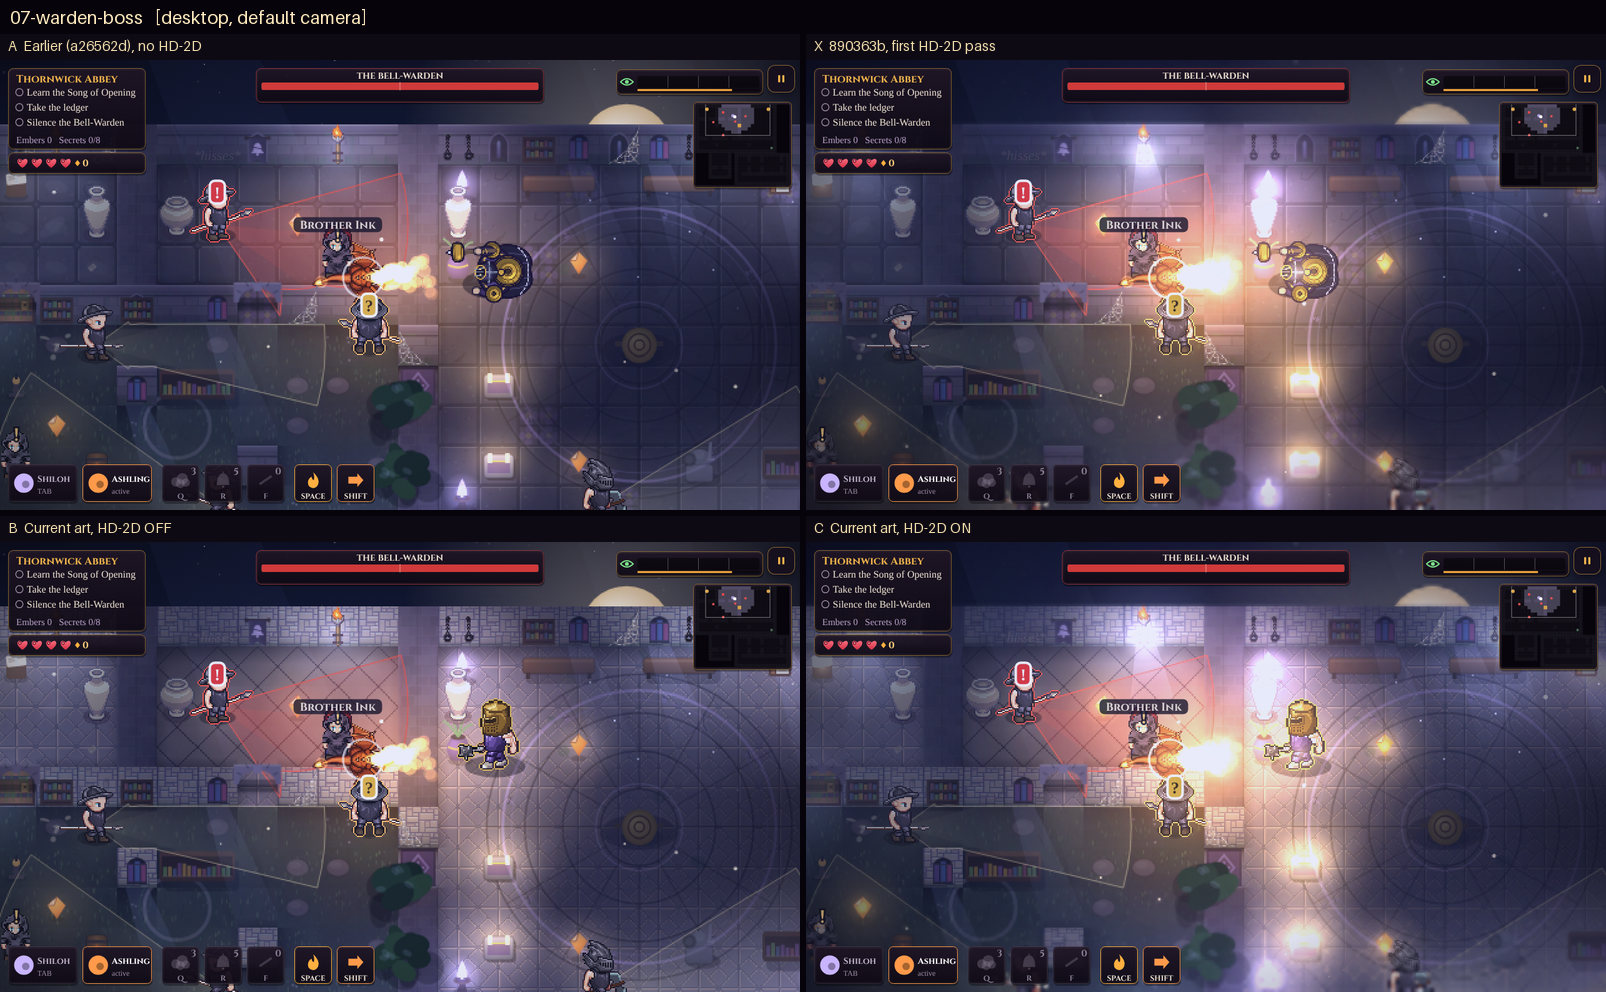 07-warden-boss [desktop, default camera]
A Earlier (a26562d), no HD-2D
THORNWICK ABBEY
Learn the Song of Opening
Take the ledger
Silence the Bell-Warden
Embers 0 Secrets 0/8
0
THE BELL-WARDEN
*hisses*
!
BROTHER INK
?
SHILOH
TAB
ASHLING
active
3
Q
5
R
0
F
SPACE
SHIFT
X 890363b, first HD-2D pass
THORNWICK ABBEY
Learn the Song of Opening
Take the ledger
Silence the Bell-Warden
Embers 0 Secrets 0/8
0
THE BELL-WARDEN
*hisses*
!
BROTHER INK
?
SHILOH
TAB
ASHLING
active
3
Q
5
R
0
F
SPACE
SHIFT
B Current art, HD-2D OFF
THORNWICK ABBEY
Learn the Song of Opening
Take the ledger
Silence the Bell-Warden
Embers 0 Secrets 0/8
0
THE BELL-WARDEN
!
BROTHER INK
?
SHILOH
TAB
ASHLING
active
3
Q
5
R
0
F
SPACE
SHIFT
C Current art, HD-2D ON
THORNWICK ABBEY
Learn the Song of Opening
Take the ledger
Silence the Bell-Warden
Embers 0 Secrets 0/8
0
THE BELL-WARDEN
!
BROTHER INK
?
SHILOH
TAB
ASHLING
active
3
Q
5
R
0
F
SPACE
SHIFT